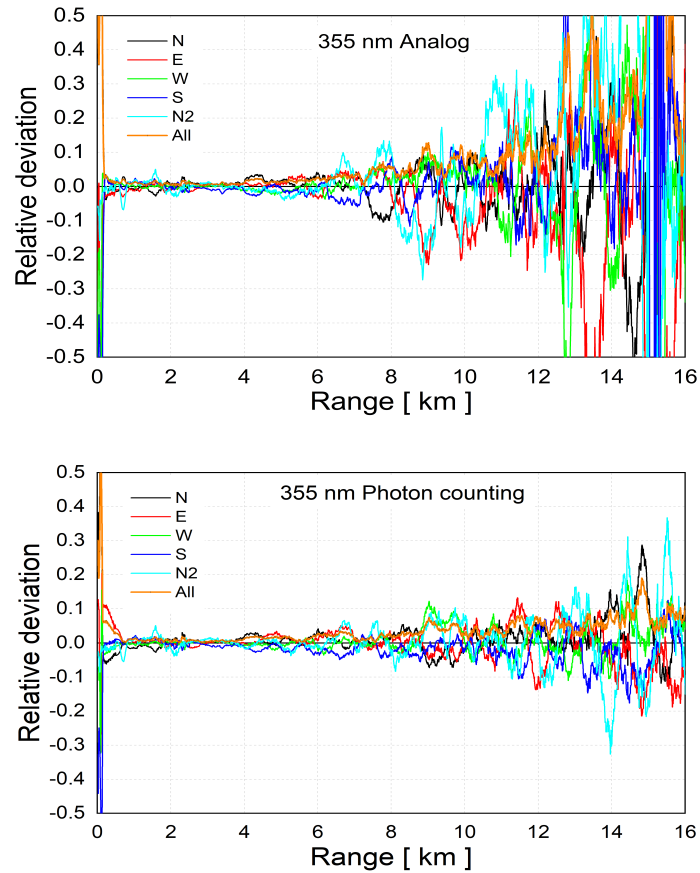 355 nm Analog
N
E
W
S
N2
All
Relative deviation
0.5
0.4
0.3
0.2
0.1
0.0
-0.1
-0.2
-0.3
-0.4
-0.5
0 2 4 6 8 10 12 14 16
Range [ km ]
355 nm Photon counting
N
E
W
S
N2
All
Relative deviation
0.5
0.4
0.3
0.2
0.1
0.0
-0.1
-0.2
-0.3
-0.4
-0.5
0 2 4 6 8 10 12 14 16
Range [ km ]